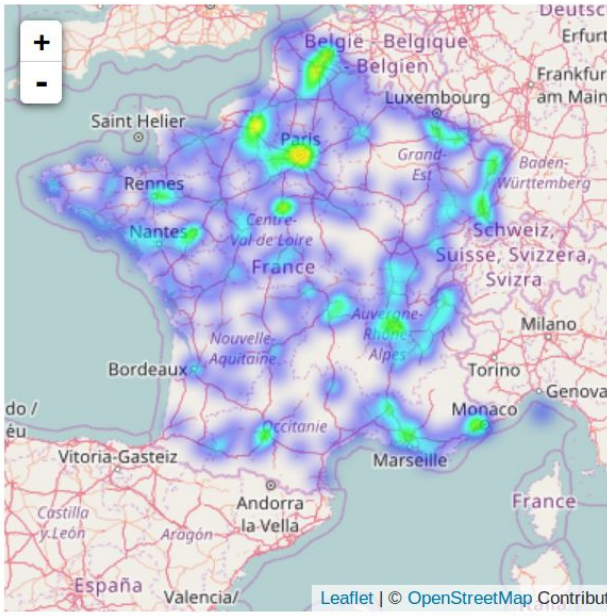 +
-
Deutsc
België - Belgique
- Belgien
Erfurt
Frankfur
am Main
Luxembourg
Saint Helier
Paris
Grand-
Est
Baden-
Württemberg
Rennes
Centre-
Val de Loire
Nantes
Schweiz,
Suisse, Svizzera,
Svizra
France
Auvergne-
Rhône-
Alpes
Nouvelle-
Aquitaine
Milano
Bordeaux
Torino
Genova
do /
éu
Monaco
Occitanie
Vitoria-Gasteiz
Marseille
Andorra
la Vella
France
Castilla
y León
Aragón
España
Valencia/
Leaflet | © OpenStreetMap Contribut